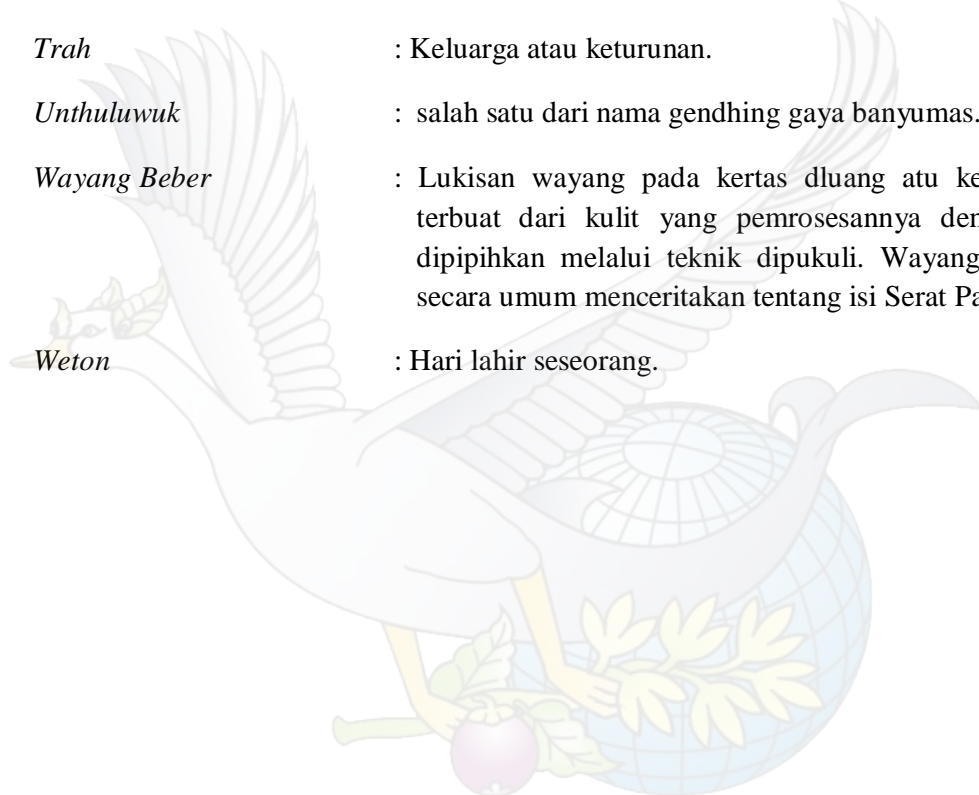 Trah : Keluarga atau keturunan.
Unthuluwuk : salah satu dari nama gendhing gaya banyumas.
Wayang Beber : Lukisan wayang pada kertas dluang atu
terbuat dari kulit yang pemrosesannya
dipipihkan melalui teknik dipukuli. Wayang
secara umum menceritakan tentang isi Serat
Weton : Hari lahir seseorang.